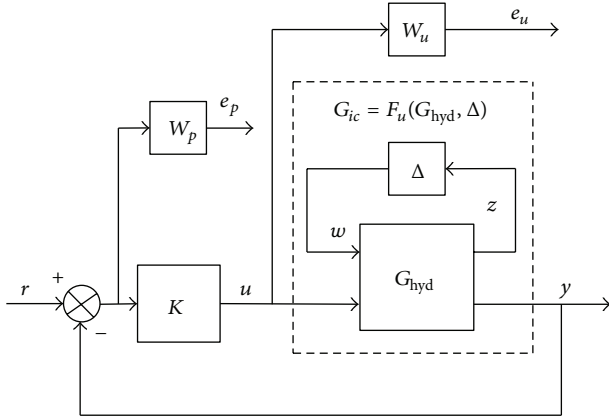 W_u
e_u
G_ic = F_u(G_hyd, Δ)
W_p
e_p
Δ
z
w
G_hyd
r
+
−
K
u
y